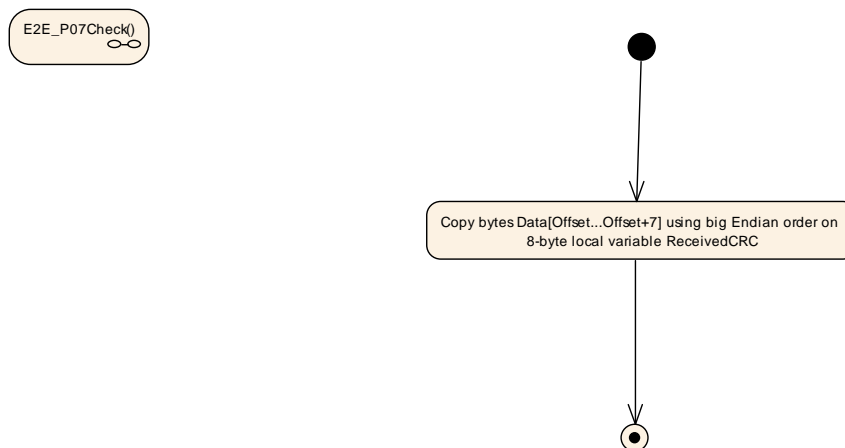 E2E_P07Check()
Copy bytes Data[Offset...Offset+7] using big Endian order on
8-byte local variable ReceivedCRC